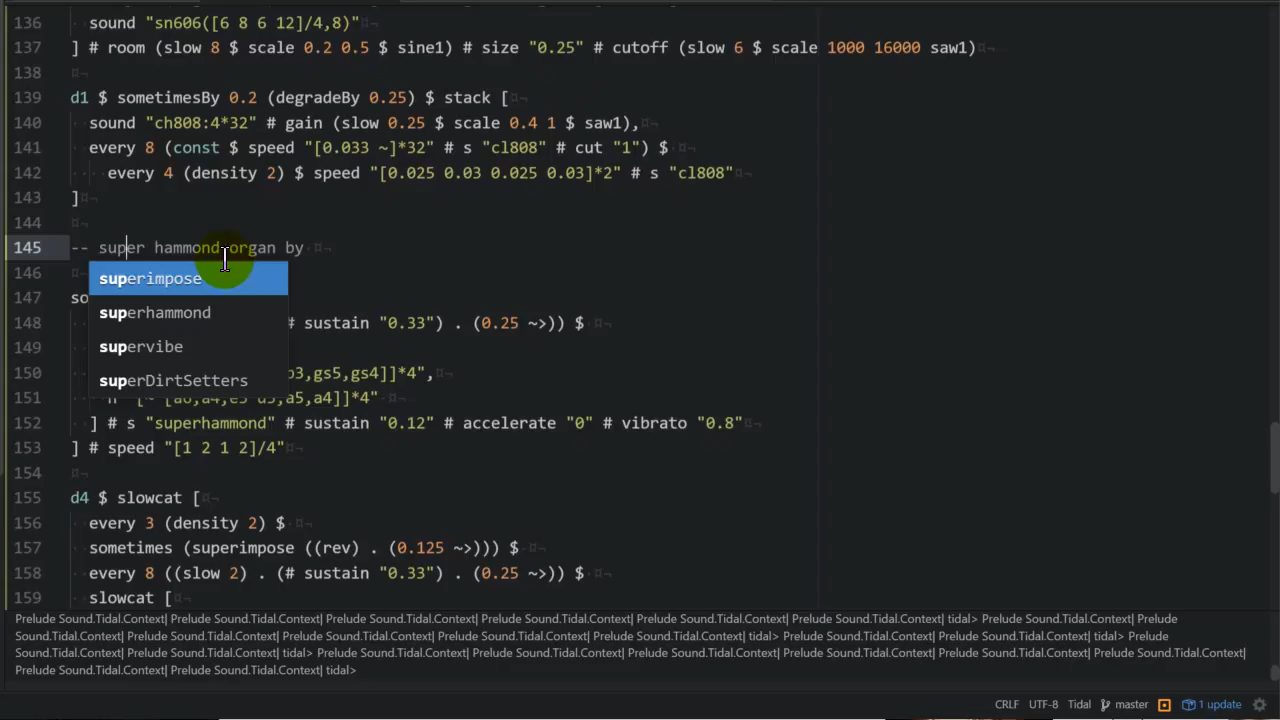 136 sound "sn606([6 8 6 12]/4,8)"
137 ] # room (slow 8 $ scale 0.2 0.5 $ sine1) # size "0.25" # cutoff (slow 6 $ scale 1000 16000 saw1)
138
139 d1 $ sometimesBy 0.2 (degradeBy 0.25) $ stack [
140 sound "ch808:4*32" # gain (slow 0.25 $ scale 0.4 1 $ saw1),
141 every 8 (const $ speed "[0.033 ~]*32" # s "cl808" # cut "1") $
142 every 4 (density 2) $ speed "[0.025 0.03 0.025 0.03]*2" # s "cl808"
143 ]
144
145 -- super hammond organ by
146
superimpose
147 so
superhammond
148 # sustain "0.33") . (0.25 ~>)) $
149
supervibe
150 b3,gs5,gs4]]*4",
superDirtSetters
151
152 ] # s "superhammond" # sustain "0.12" # accelerate "0" # vibrato "0.8"
153 ] # speed "[1 2 1 2]/4"
154
155 d4 $ slowcat [
156 every 3 (density 2) $
157 sometimes (superimpose ((rev) . (0.125 ~>))) $
158 every 8 ((slow 2) . (# sustain "0.33") . (0.25 ~>)) $
159 slowcat [
Prelude Sound.Tidal.Context| Prelude Sound.Tidal.Context| Prelude Sound.Tidal.Context| Prelude Sound.Tidal.Context| Prelude Sound.Tidal.Context| Prelude Sound.Tidal.Context| tidal> Prelude Sound.Tidal.Context| Prelude
Sound.Tidal.Context| Prelude Sound.Tidal.Context| Prelude Sound.Tidal.Context| Prelude Sound.Tidal.Context| tidal> Prelude Sound.Tidal.Context| Prelude Sound.Tidal.Context| tidal> Prelude
Sound.Tidal.Context| Prelude Sound.Tidal.Context| tidal> Prelude Sound.Tidal.Context| Prelude Sound.Tidal.Context| Prelude Sound.Tidal.Context| Prelude Sound.Tidal.Context| Prelude Sound.Tidal.Context|
Prelude Sound.Tidal.Context| Prelude Sound.Tidal.Context| tidal>
CRLF UTF-8 Tidal master 1 update